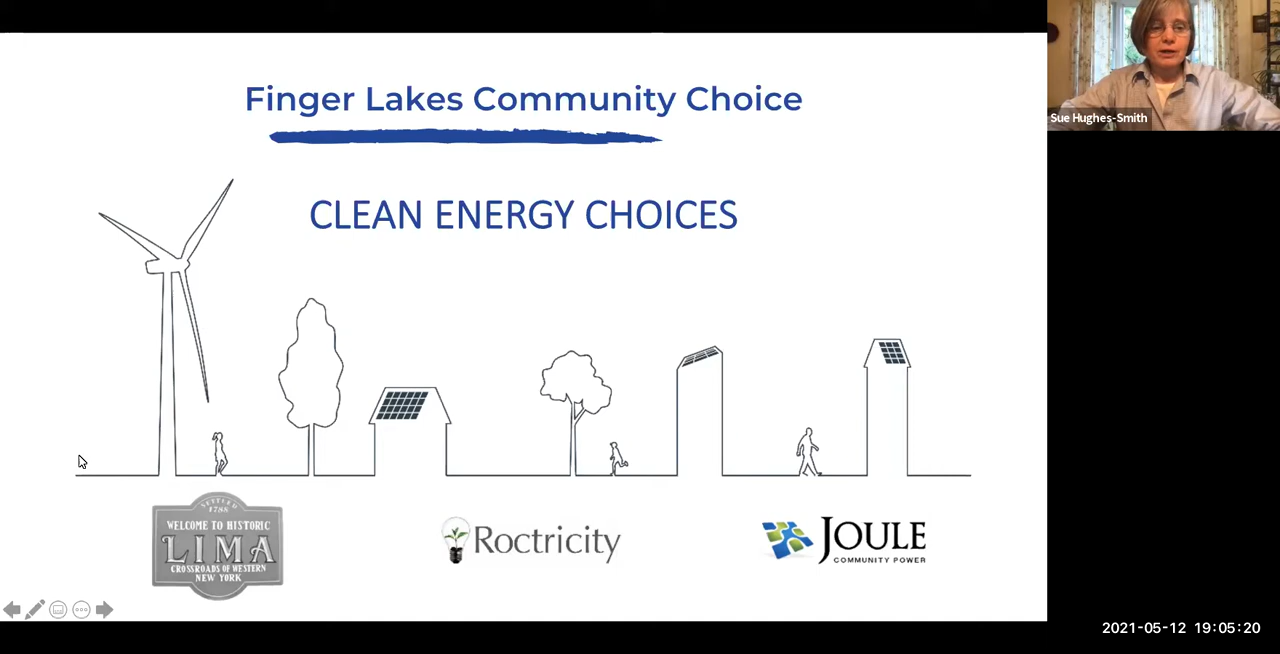 Finger Lakes Community Choice
CLEAN ENERGY CHOICES
Sue Hughes-Smith
SETTLED
1788
WELCOME TO HISTORIC
LIMA
CROSSROADS OF WESTERN
NEW YORK
Roctricity
JOULE
COMMUNITY POWER
2021-05-12 19:05:20